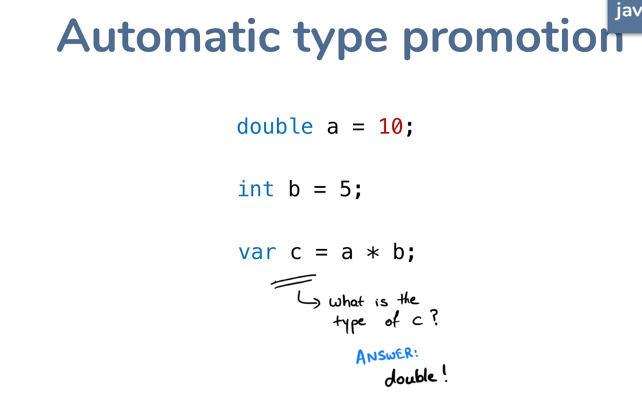 jav
Automatic type promotion
double a = 10;
int b = 5;
var c = a * b;
what is the
type of c?
ANSWER:
double!